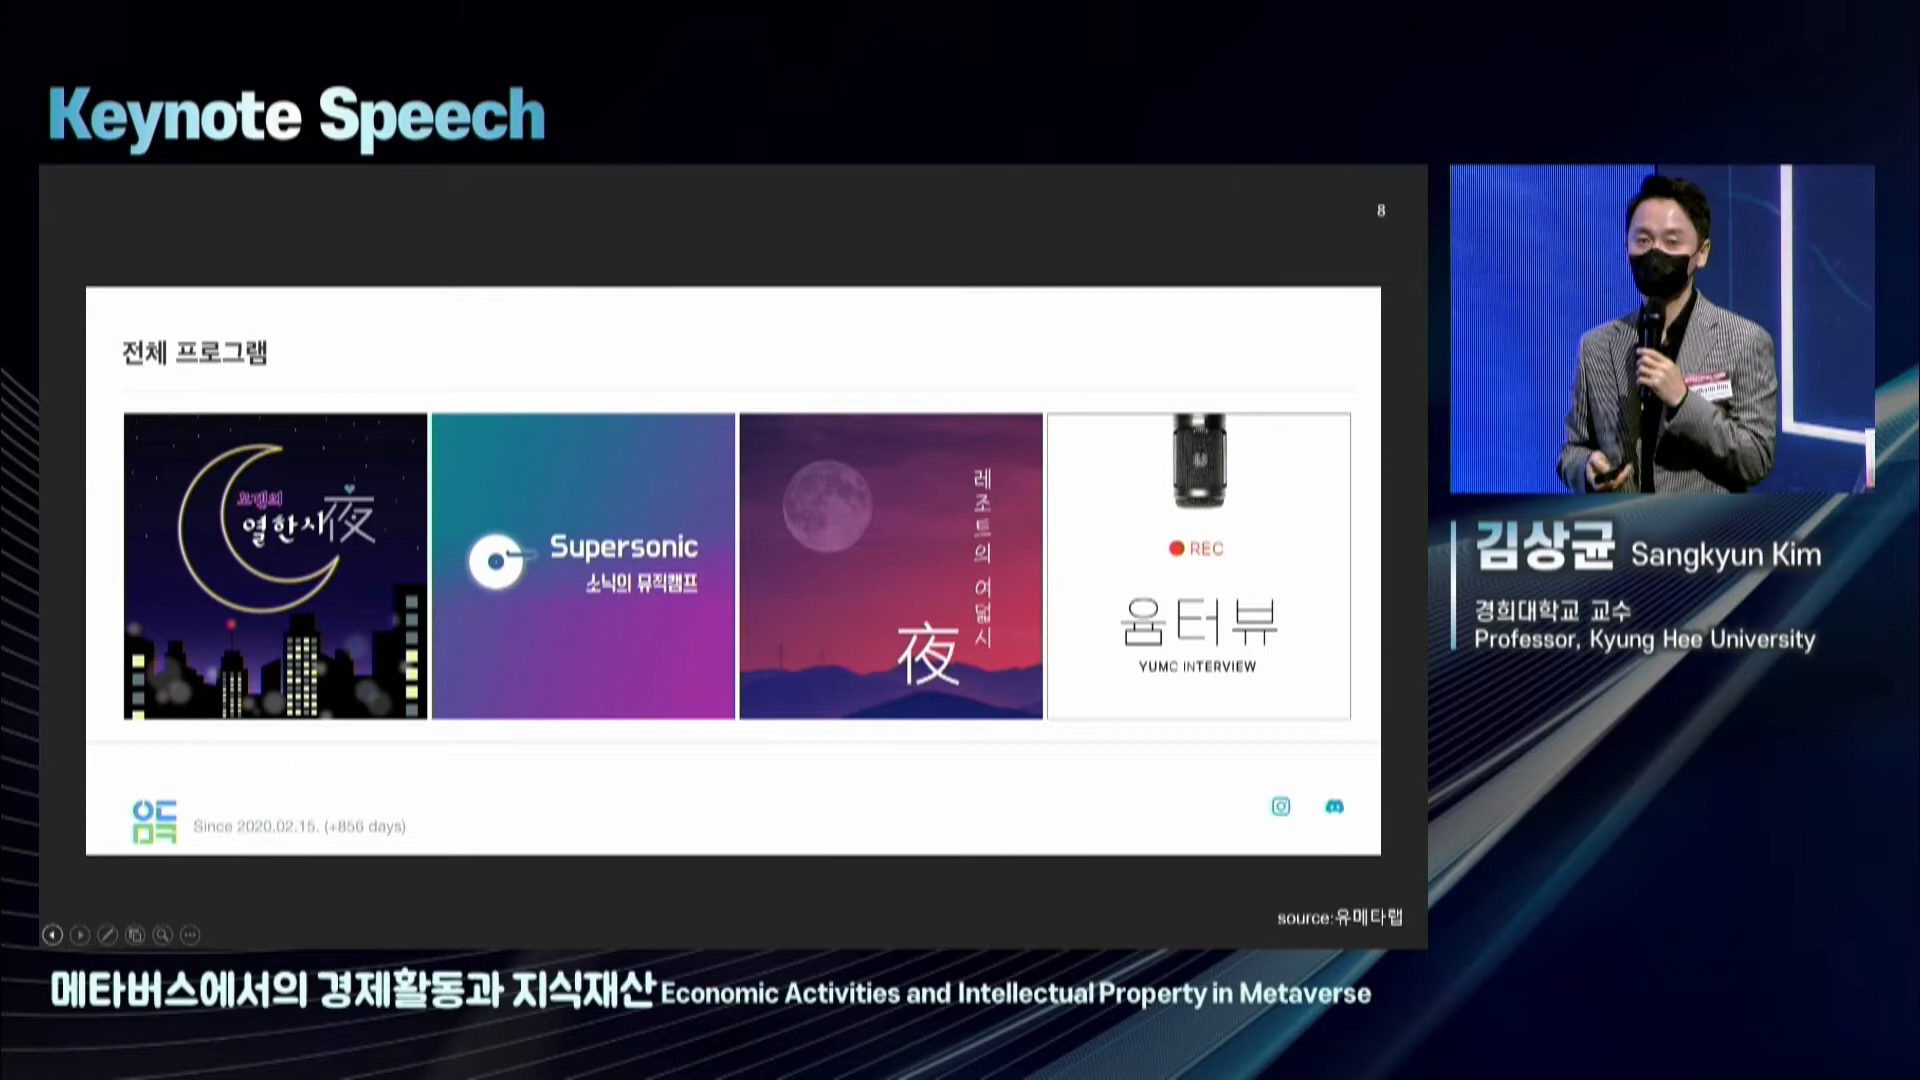 Keynote Speech
8
전체 프로그램
요정의
열한시夜
Supersonic
소닉의 뮤직캠프
레조트의 여덟시
夜
REC
윰터뷰
YUMC INTERVIEW
Since 2020.02.15. (+856 days)
source:유메타랩
김상균 Sangkyun Kim
경희대학교 교수
Professor, Kyung Hee University
메타버스에서의 경제활동과 지식재산 Economic Activities and Intellectual Property in Metaverse